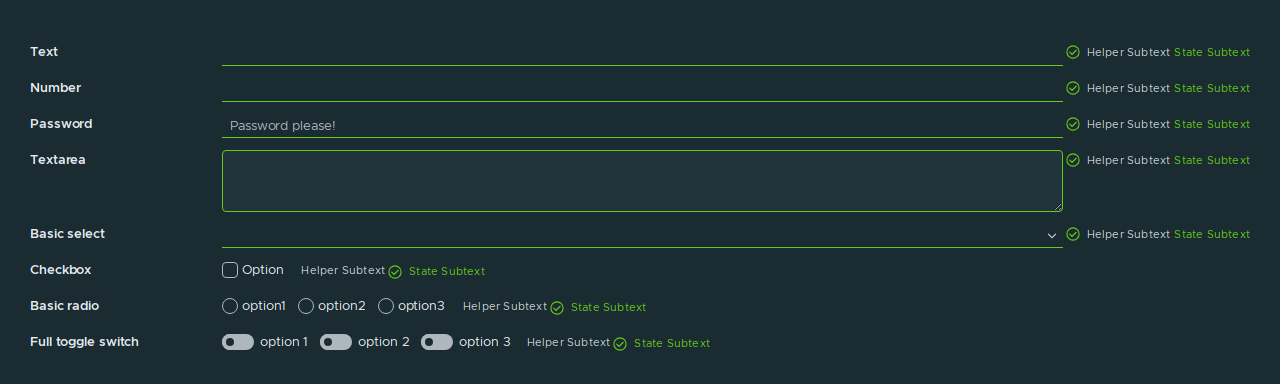 Text Helper Subtext State Subtext
Number Helper Subtext State Subtext
Password Password please! Helper Subtext State Subtext
Textarea Helper Subtext State Subtext
Basic select Helper Subtext State Subtext
Checkbox Option Helper Subtext State Subtext
Basic radio option1 option2 option3 Helper Subtext State Subtext
Full toggle switch option 1 option 2 option 3 Helper Subtext State Subtext